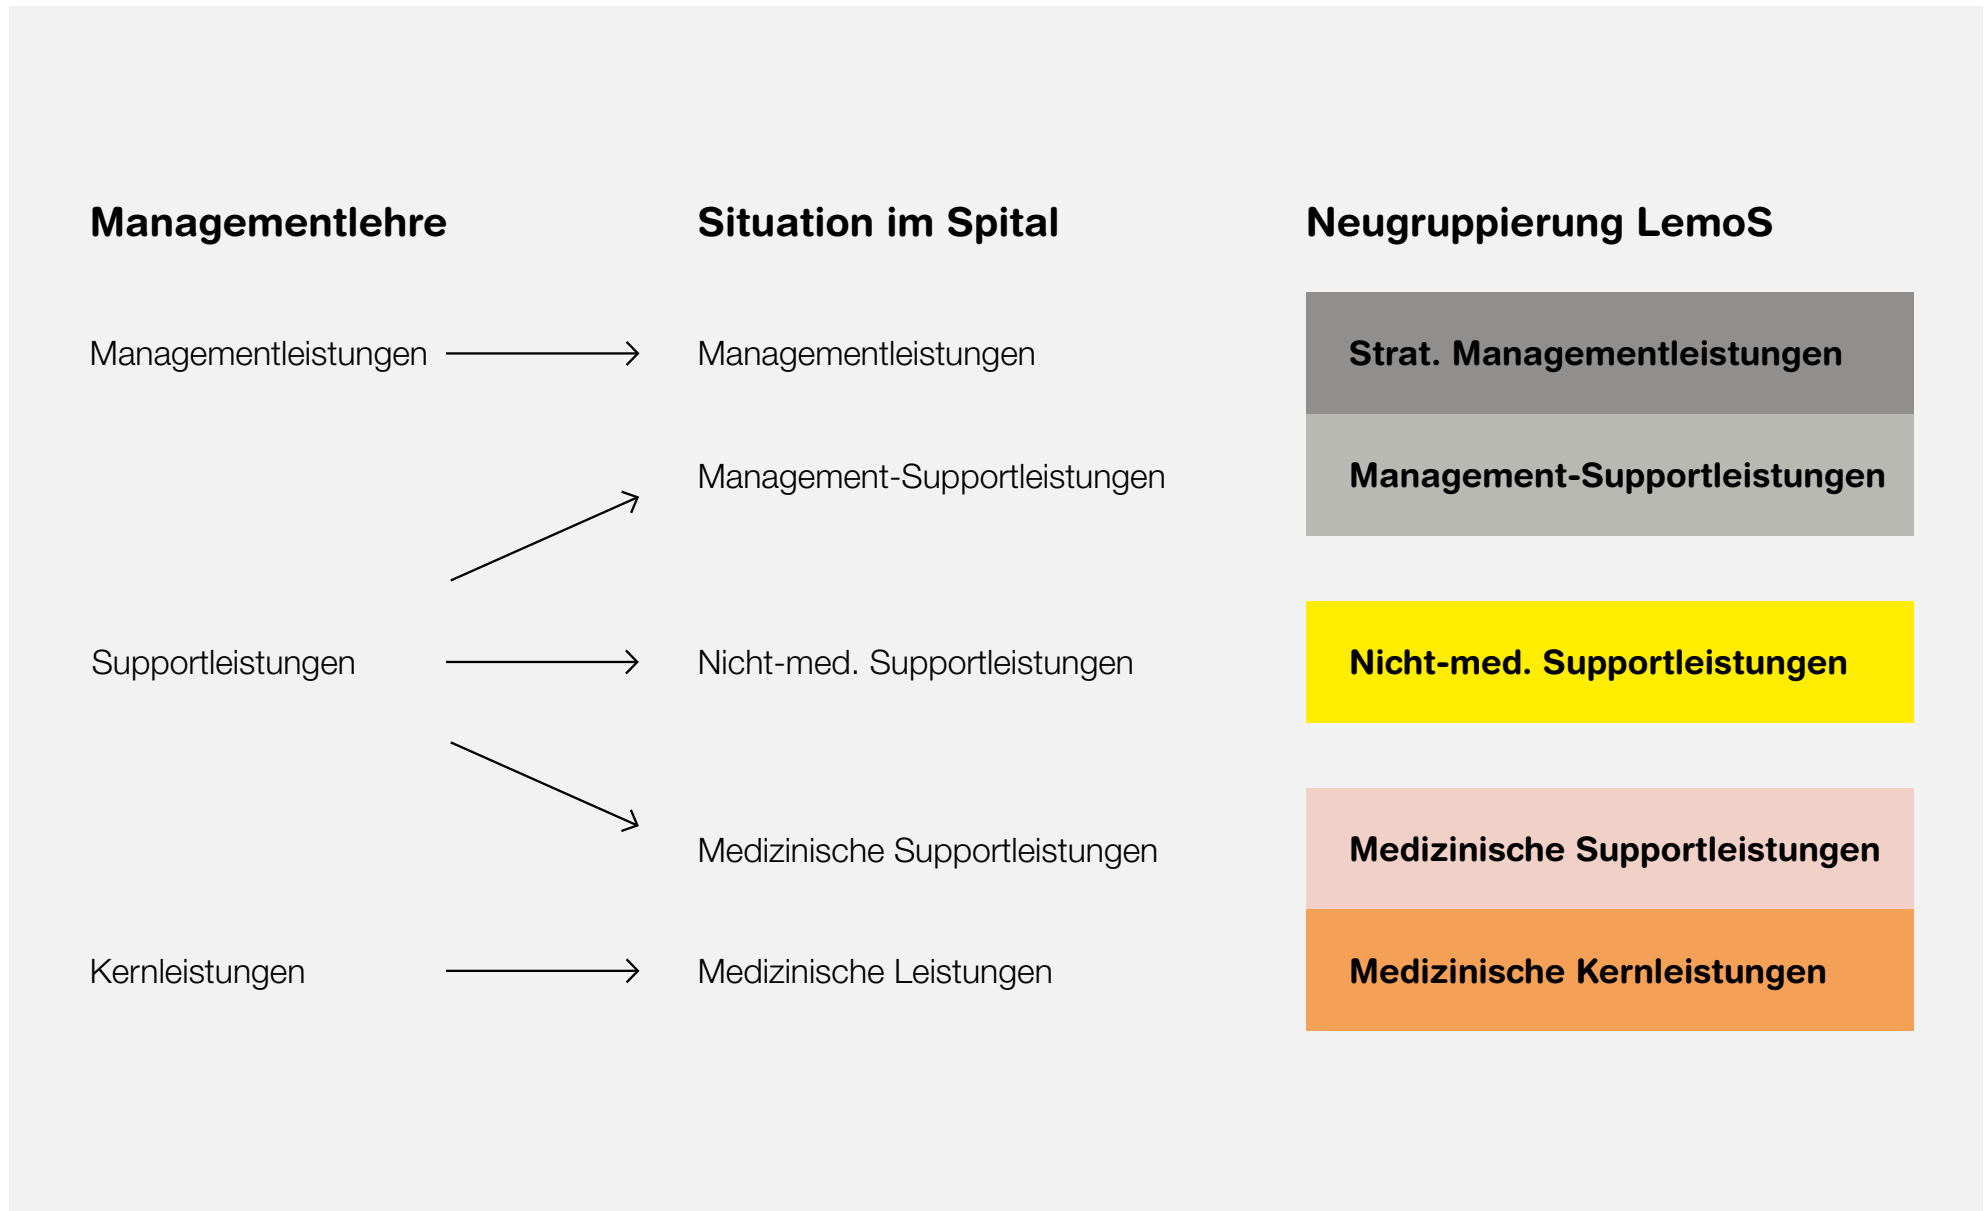 Managementlehre
Situation im Spital
Neugruppierung LemoS
Managementleistungen
Managementleistungen
Strat. Managementleistungen
Management-Supportleistungen
Management-Supportleistungen
Supportleistungen
Nicht-med. Supportleistungen
Nicht-med. Supportleistungen
Medizinische Supportleistungen
Medizinische Supportleistungen
Kernleistungen
Medizinische Leistungen
Medizinische Kernleistungen